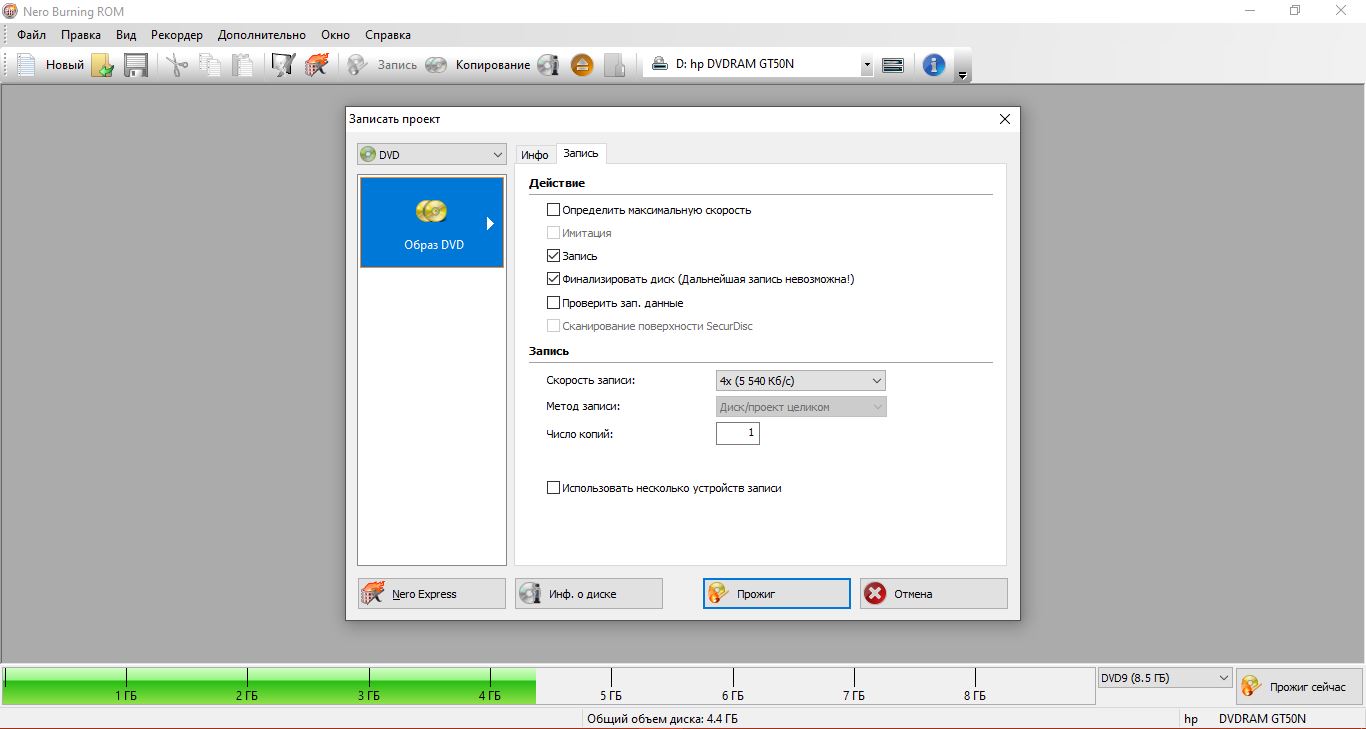 Nero Burning ROM
Файл Правка Вид Рекордер Дополнительно Окно Справка
Новый Запись Копирование D: hp DVDRAM GT50N
Записать проект
DVD Инфо Запись
Действие
Определить максимальную скорость
Образ DVD
Имитация
Запись
Финализировать диск (Дальнейшая запись невозможна!)
Проверить зап. данные
Сканирование поверхности SecurDisc
Запись
Скорость записи: 4x (5 540 Кб/с)
Метод записи: Диск/проект целиком
Число копий: 1
Использовать несколько устройств записи
Nero Express Инф. о диске Прожиг Отмена
1 ГБ 2 ГБ 3 ГБ 4 ГБ 5 ГБ 6 ГБ 7 ГБ 8 ГБ DVD9 (8.5 ГБ) Прожиг сейчас
Общий объем диска: 4.4 ГБ hp DVDRAM GT50N